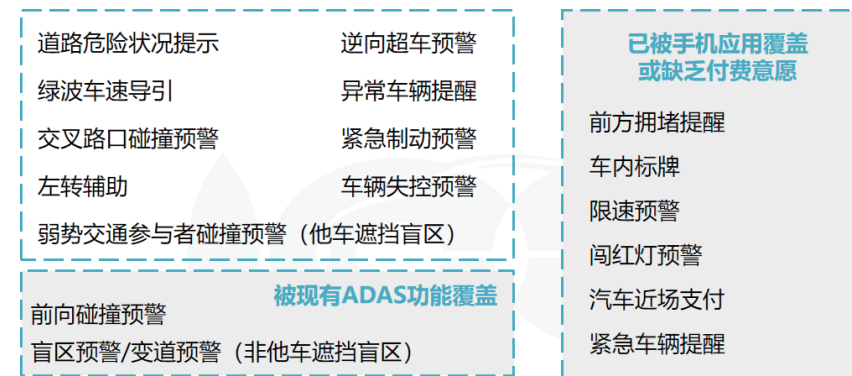 道路危险状况提示
逆向超车预警
绿波车速导引
异常车辆提醒
交叉路口碰撞预警
紧急制动预警
左转辅助
车辆失控预警
弱势交通参与者碰撞预警（他车遮挡盲区）
被现有ADAS功能覆盖
前向碰撞预警
盲区预警/变道预警（非他车遮挡盲区）
已被手机应用覆盖
或缺乏付费意愿
前方拥堵提醒
车内标牌
限速预警
闯红灯预警
汽车近场支付
紧急车辆提醒